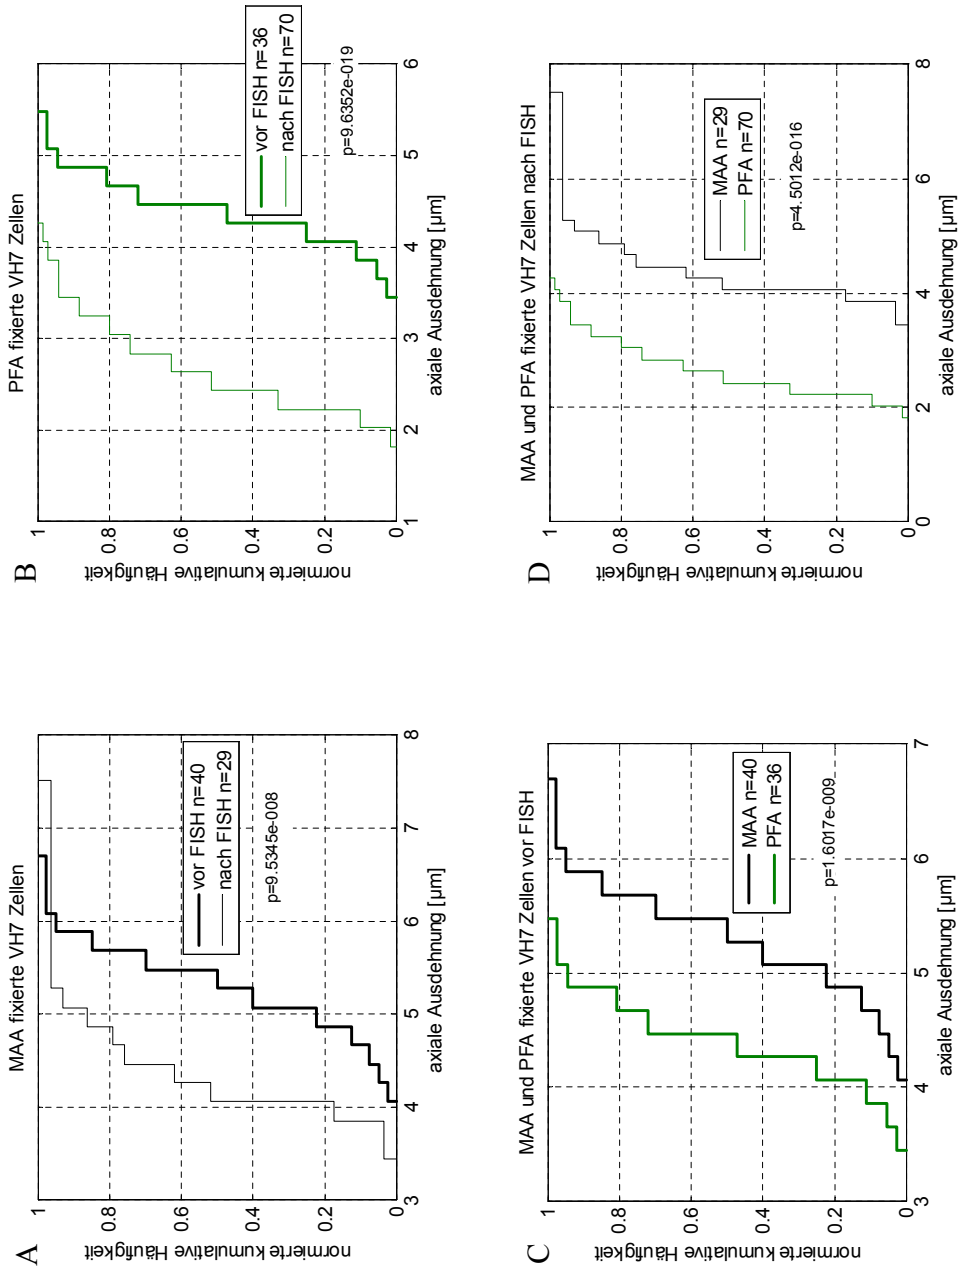 A
MAA fixierte VH7 Zellen
normierte kumulative Häufigkeit
1
0.8
0.6
0.4
0.2
0
3
4
5
6
7
8
axiale Ausdehnung [µm]
vor FISH n=40
nach FISH n=29
p=9.5345e-008
B
PFA fixierte VH7 Zellen
normierte kumulative Häufigkeit
1
0.8
0.6
0.4
0.2
0
1
2
3
4
5
6
axiale Ausdehnung [µm]
vor FISH n=36
nach FISH n=70
p=9.6352e-019
C
MAA und PFA fixierte VH7 Zellen vor FISH
normierte kumulative Häufigkeit
1
0.8
0.6
0.4
0.2
0
3
4
5
6
7
axiale Ausdehnung [µm]
MAA n=40
PFA n=36
p=1.6017e-009
D
MAA und PFA fixierte VH7 Zellen nach FISH
normierte kumulative Häufigkeit
1
0.8
0.6
0.4
0.2
0
0
2
4
6
8
axiale Ausdehnung [µm]
MAA n=29
PFA n=70
p=4.5012e-016